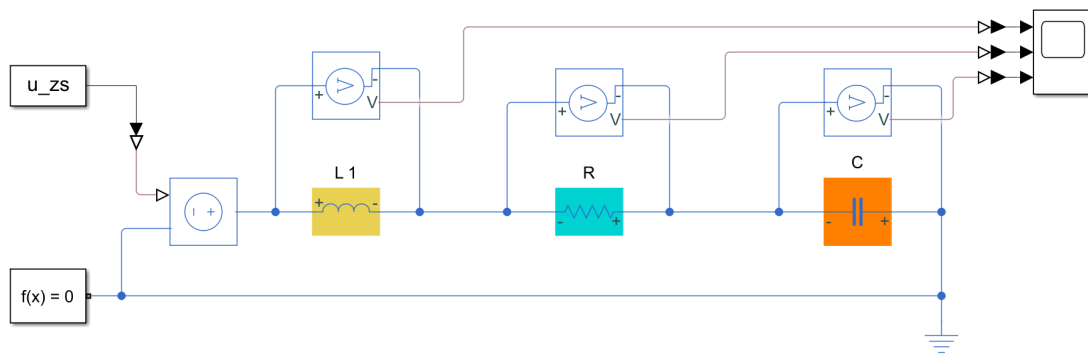 u_zs
+
-
V
+
-
V
+
-
V
L 1
R
C
+
-
-
+
-
+
- +
f(x) = 0